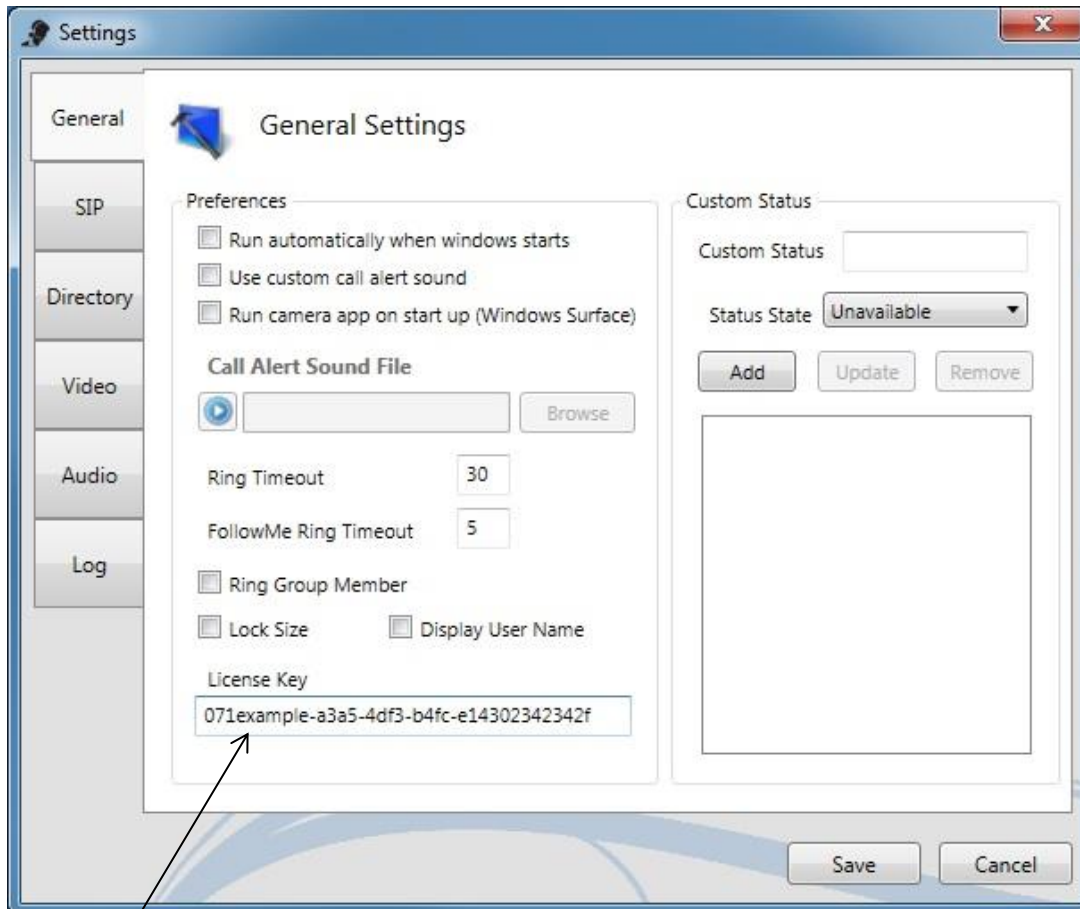 Settings
General
SIP
Directory
Video
Audio
Log
General Settings
Preferences
Run automatically when windows starts
Use custom call alert sound
Run camera app on start up (Windows Surface)
Call Alert Sound File
Browse
Ring Timeout 30
FollowMe Ring Timeout 5
Ring Group Member
Lock Size Display User Name
License Key
071example-a3a5-4df3-b4fc-e14302342342f
Custom Status
Custom Status
Status State Unavailable
Add Update Remove
Save Cancel